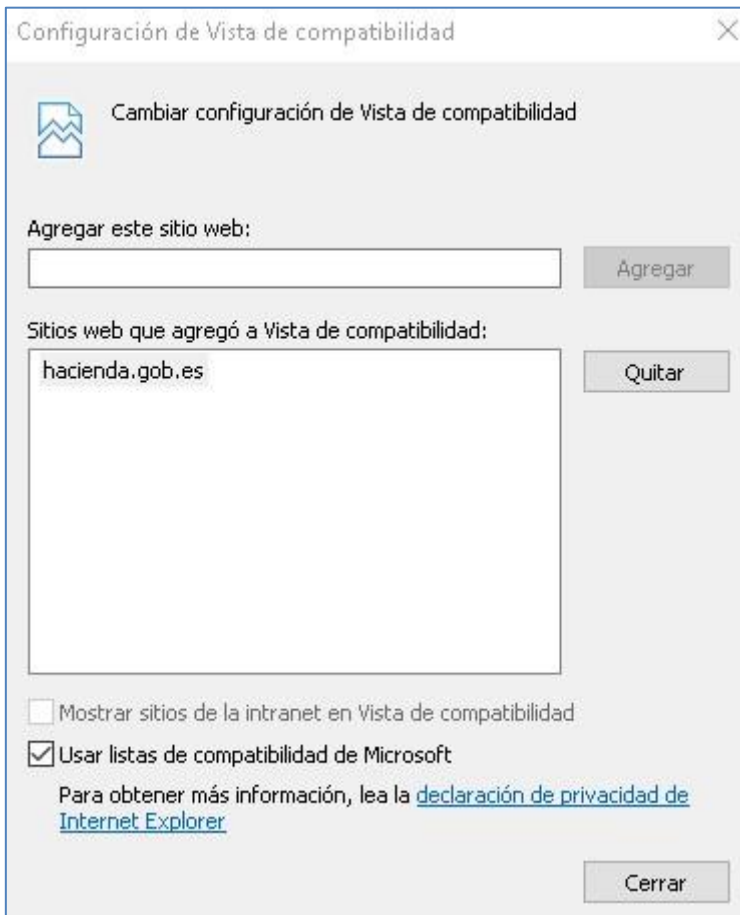 Configuración de Vista de compatibilidad
Cambiar configuración de Vista de compatibilidad
Agregar este sitio web:
Agregar
Sitios web que agregó a Vista de compatibilidad:
hacienda.gob.es
Quitar
Mostrar sitios de la intranet en Vista de compatibilidad
Usar listas de compatibilidad de Microsoft
Para obtener más información, lea la declaración de privacidad de
Internet Explorer
Cerrar